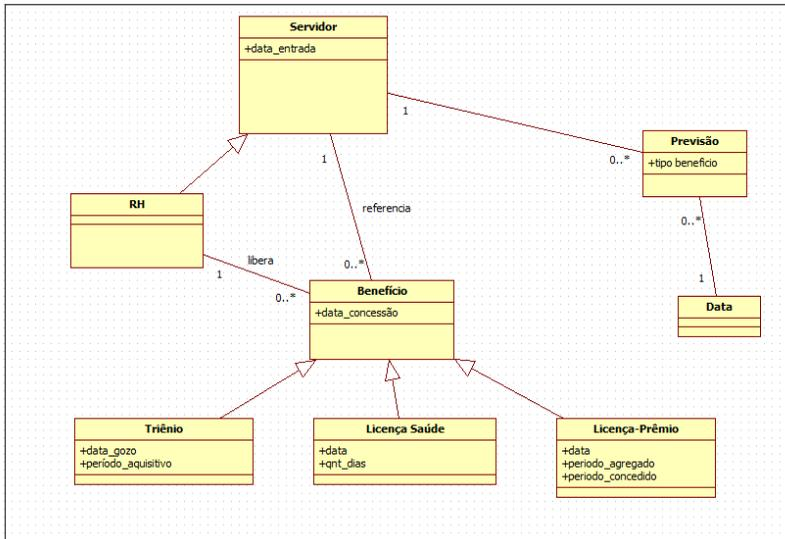 Servidor
+data_entrada
1
1
0..*
Previsão
+tipo beneficio
0..*
1
Data
RH
referencia
libera
1
0..*
0..*
Benefício
+data_concessão
Triênio
+data_gozo
+período_aquisitivo
Licença Saúde
+data
+qnt_dias
Licença-Prêmio
+data
+periodo_agregado
+periodo_concedido